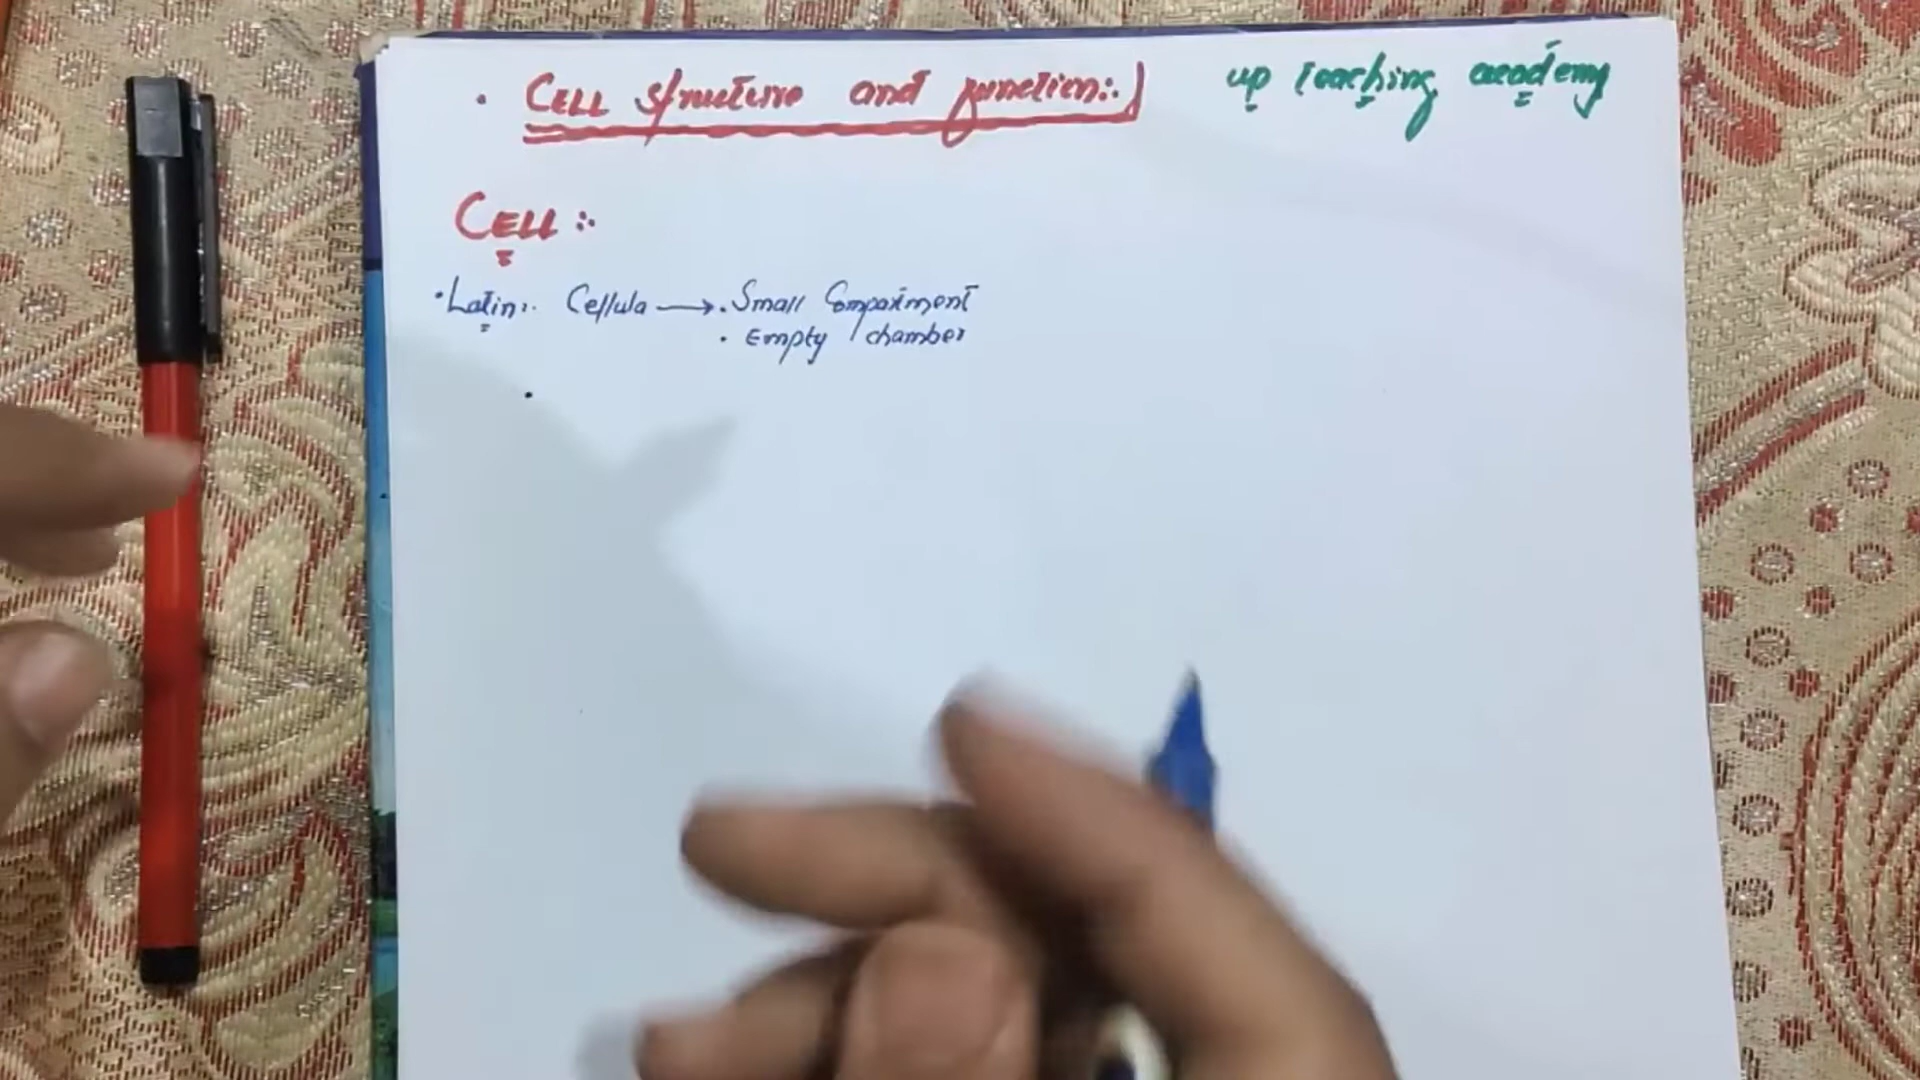 • CELL structure and function:. up teaching academy
CELL :-
• Latin:. Cellula → . Small Compartment
• Empty chamber